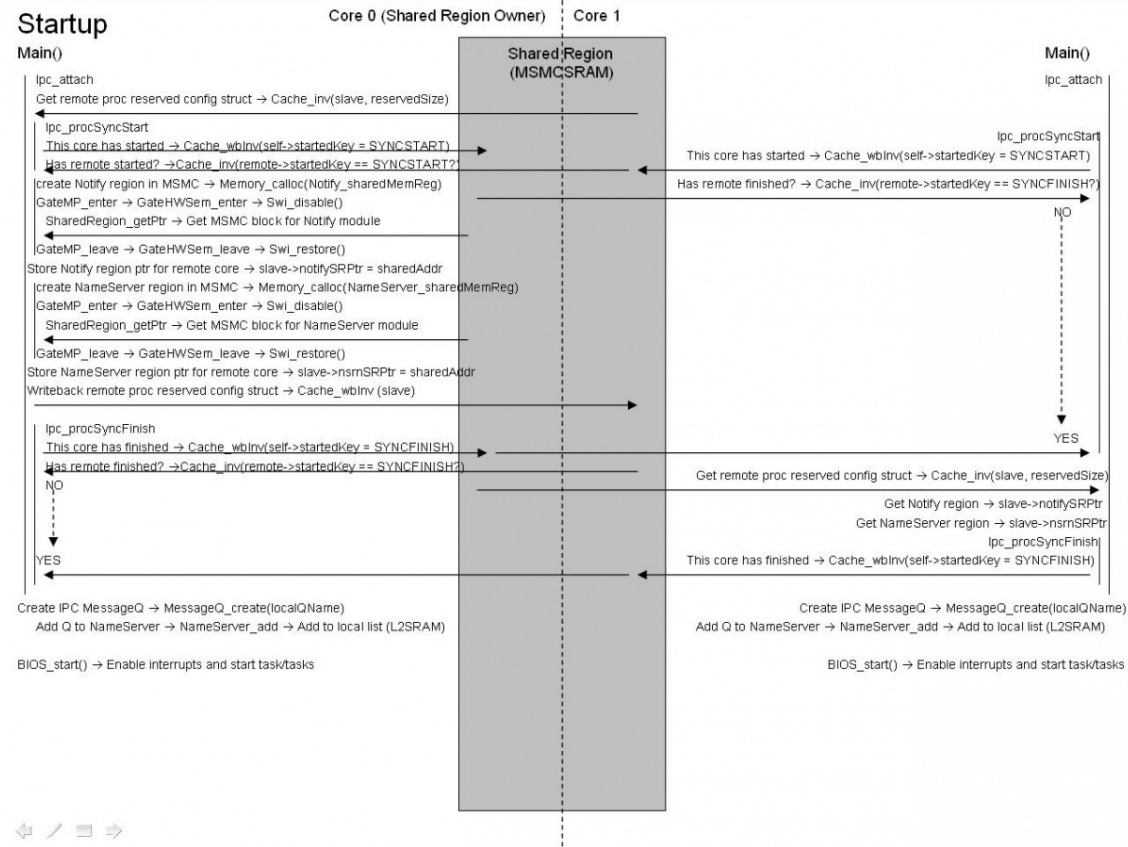 Startup
Core 0 (Shared Region Owner)
Core 1
Main()
Shared Region
(MSMCSRAM)
Main()
Ipc_attach
Get remote proc reserved config struct → Cache_inv(slave, reservedSize)
Ipc_procSyncStart
This core has started → Cache_wbInv(self->startedKey = SYNCSTART)
Has remote started? →Cache_inv(remote->startedKey == SYNCSTART?)
create Notify region in MSMC → Memory_calloc(Notify_sharedMemReg)
GateMP_enter → GateHWSem_enter → Swi_disable()
SharedRegion_getPtr → Get MSMC block for Notify module
GateMP_leave → GateHWSem_leave → Swi_restore()
Store Notify region ptr for remote core → slave->notifySRPtr = sharedAddr
create NameServer region in MSMC → Memory_calloc(NameServer_sharedMemReg)
GateMP_enter → GateHWSem_enter → Swi_disable()
SharedRegion_getPtr → Get MSMC block for NameServer module
GateMP_leave → GateHWSem_leave → Swi_restore()
Store NameServer region ptr for remote core → slave->nsrnSRPtr = sharedAddr
Writeback remote proc reserved config struct → Cache_wbInv (slave)
Ipc_procSyncFinish
This core has finished → Cache_wbInv(self->startedKey = SYNCFINISH)
Has remote finished? →Cache_inv(remote->startedKey == SYNCFINISH?)
NO
YES
Create IPC MessageQ → MessageQ_create(localQName)
Add Q to NameServer → NameServer_add → Add to local list (L2SRAM)
BIOS_start() → Enable interrupts and start task/tasks
Ipc_attach
Ipc_procSyncStart
This core has started → Cache_wbInv(self->startedKey = SYNCSTART)
Has remote finished? → Cache_inv(remote->startedKey == SYNCFINISH?)
NO
YES
Get remote proc reserved config struct → Cache_inv(slave, reservedSize)
Get Notify region → slave->notifySRPtr
Get NameServer region → slave->nsrnSRPtr
Ipc_procSyncFinish
This core has finished → Cache_wbInv(self->startedKey = SYNCFINISH)
Create IPC MessageQ → MessageQ_create(localQName)
Add Q to NameServer → NameServer_add → Add to local list (L2SRAM)
BIOS_start() → Enable interrupts and start task/tasks